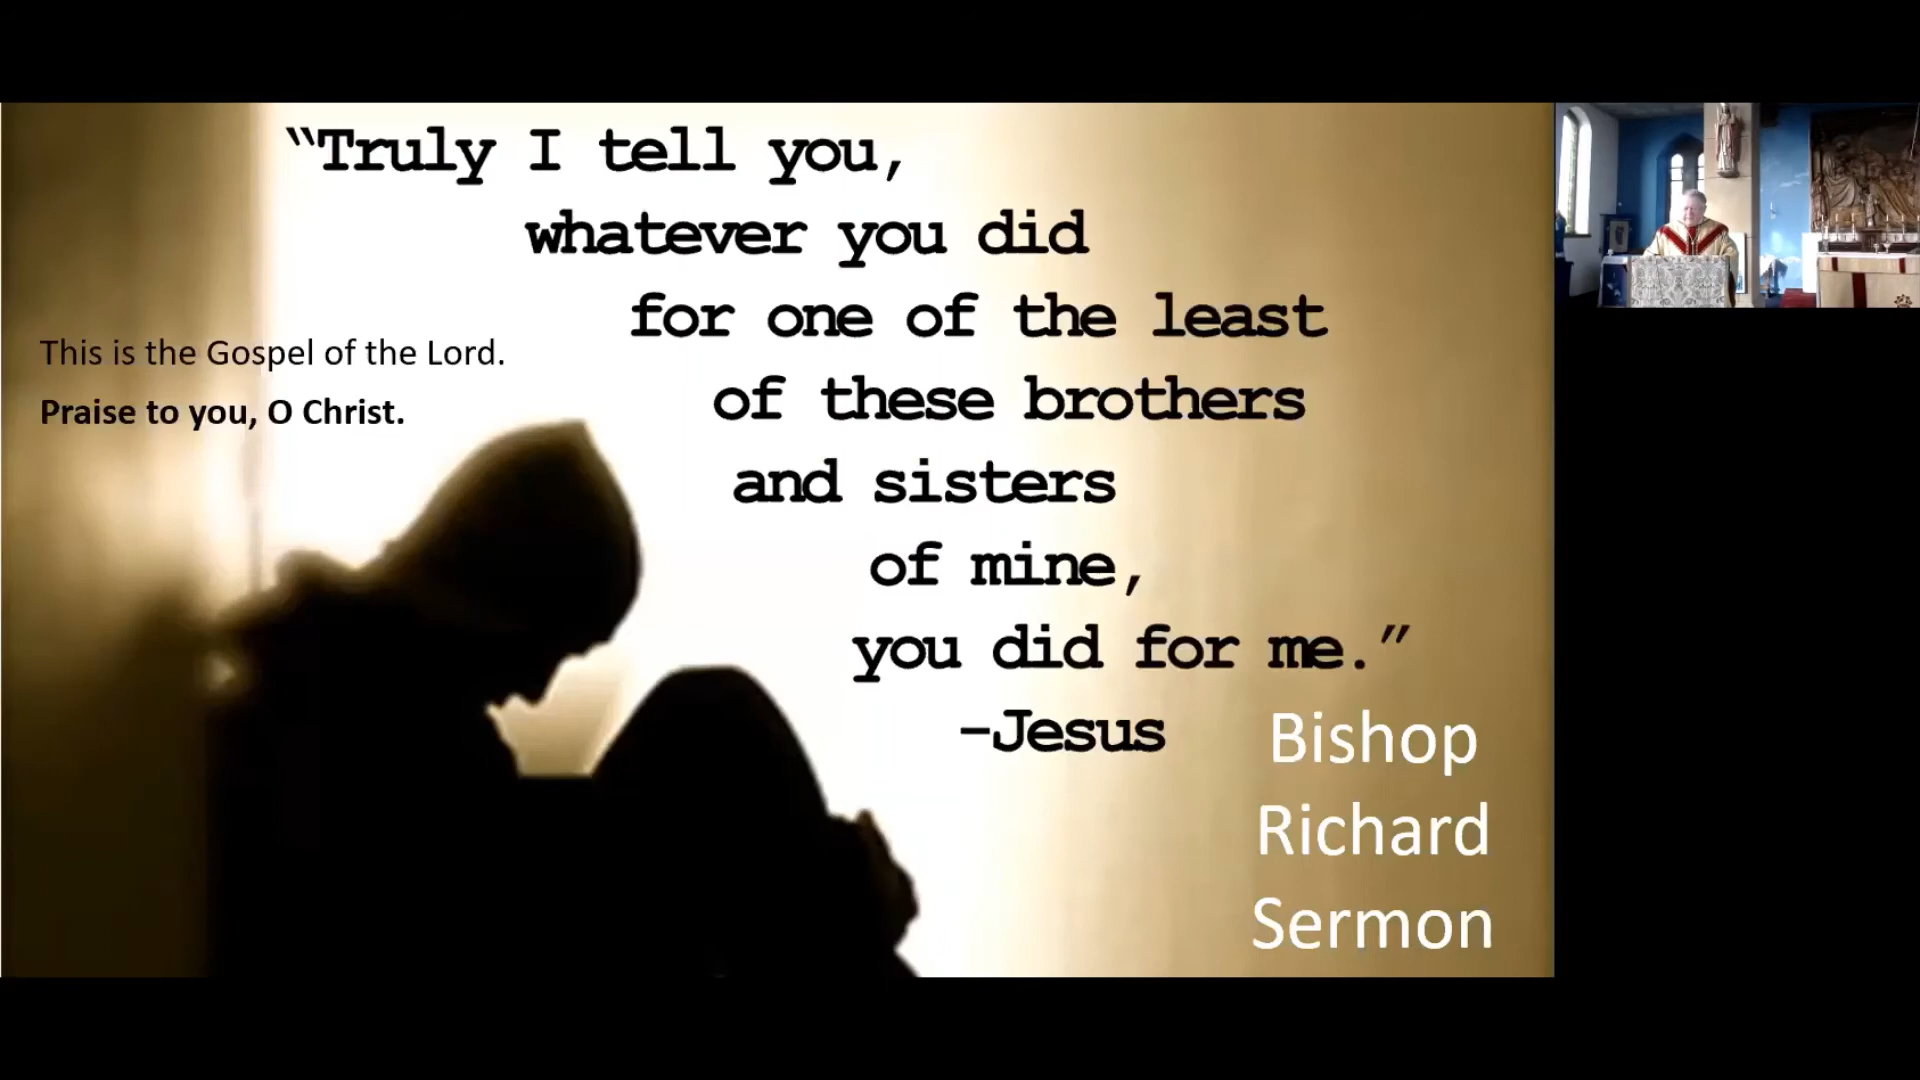 “Truly I tell you,
whatever you did
for one of the least
of these brothers
and sisters
of mine,
you did for me.”
-Jesus
This is the Gospel of the Lord.
Praise to you, O Christ.
Bishop
Richard
Sermon